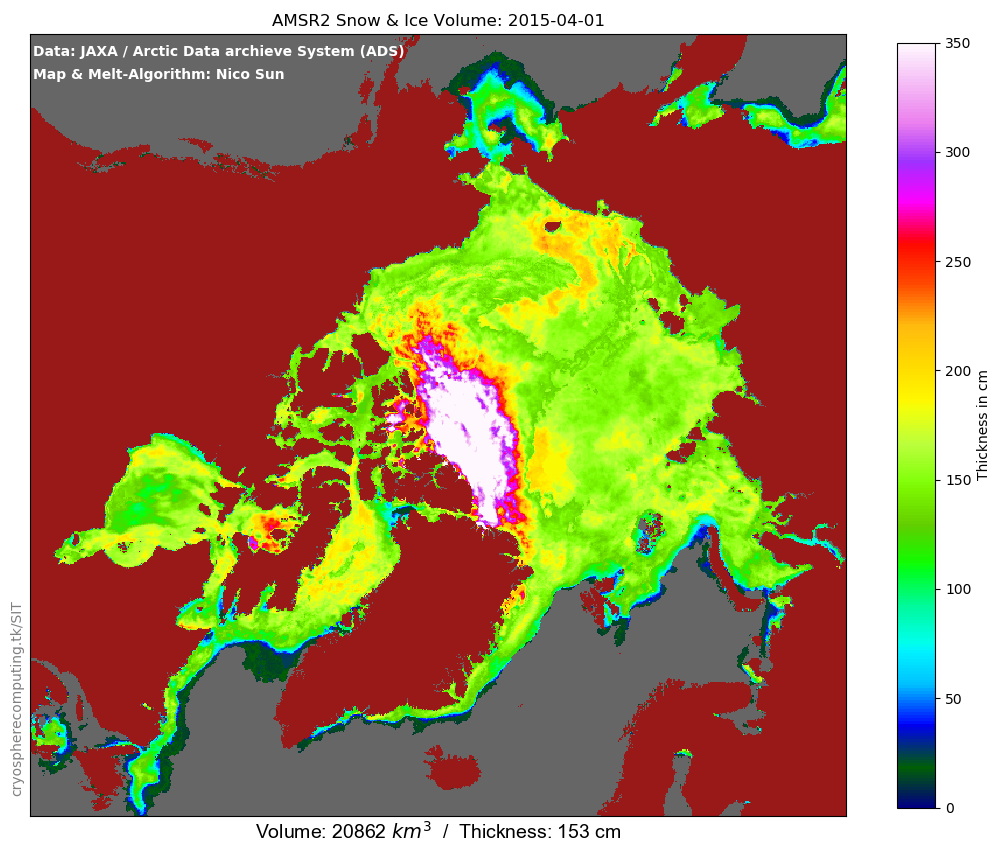 AMSR2 Snow & Ice Volume: 2015-04-01
Data: JAXA / Arctic Data archieve System (ADS)
Map & Melt-Algorithm: Nico Sun
350
300
250
200
150
100
50
0
Thickness in cm
cryospherecomputing.tk/SIT
Volume: 20862 km³ / Thickness: 153 cm